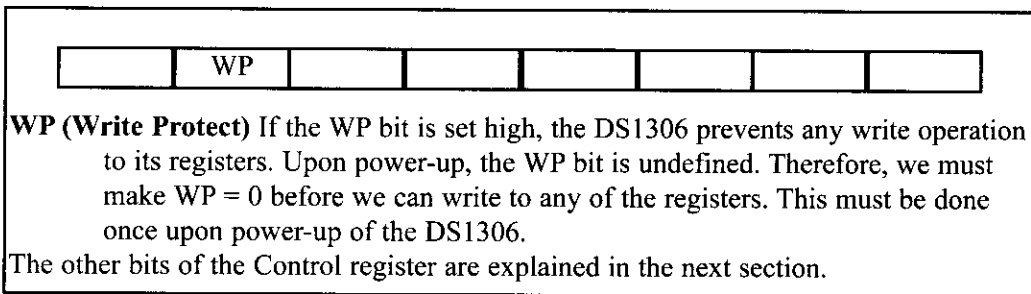 WP
WP (Write Protect) If the WP bit is set high, the DS1306 prevents any write operation
to its registers. Upon power-up, the WP bit is undefined. Therefore, we must
make WP = 0 before we can write to any of the registers. This must be done
once upon power-up of the DS1306.
The other bits of the Control register are explained in the next section.